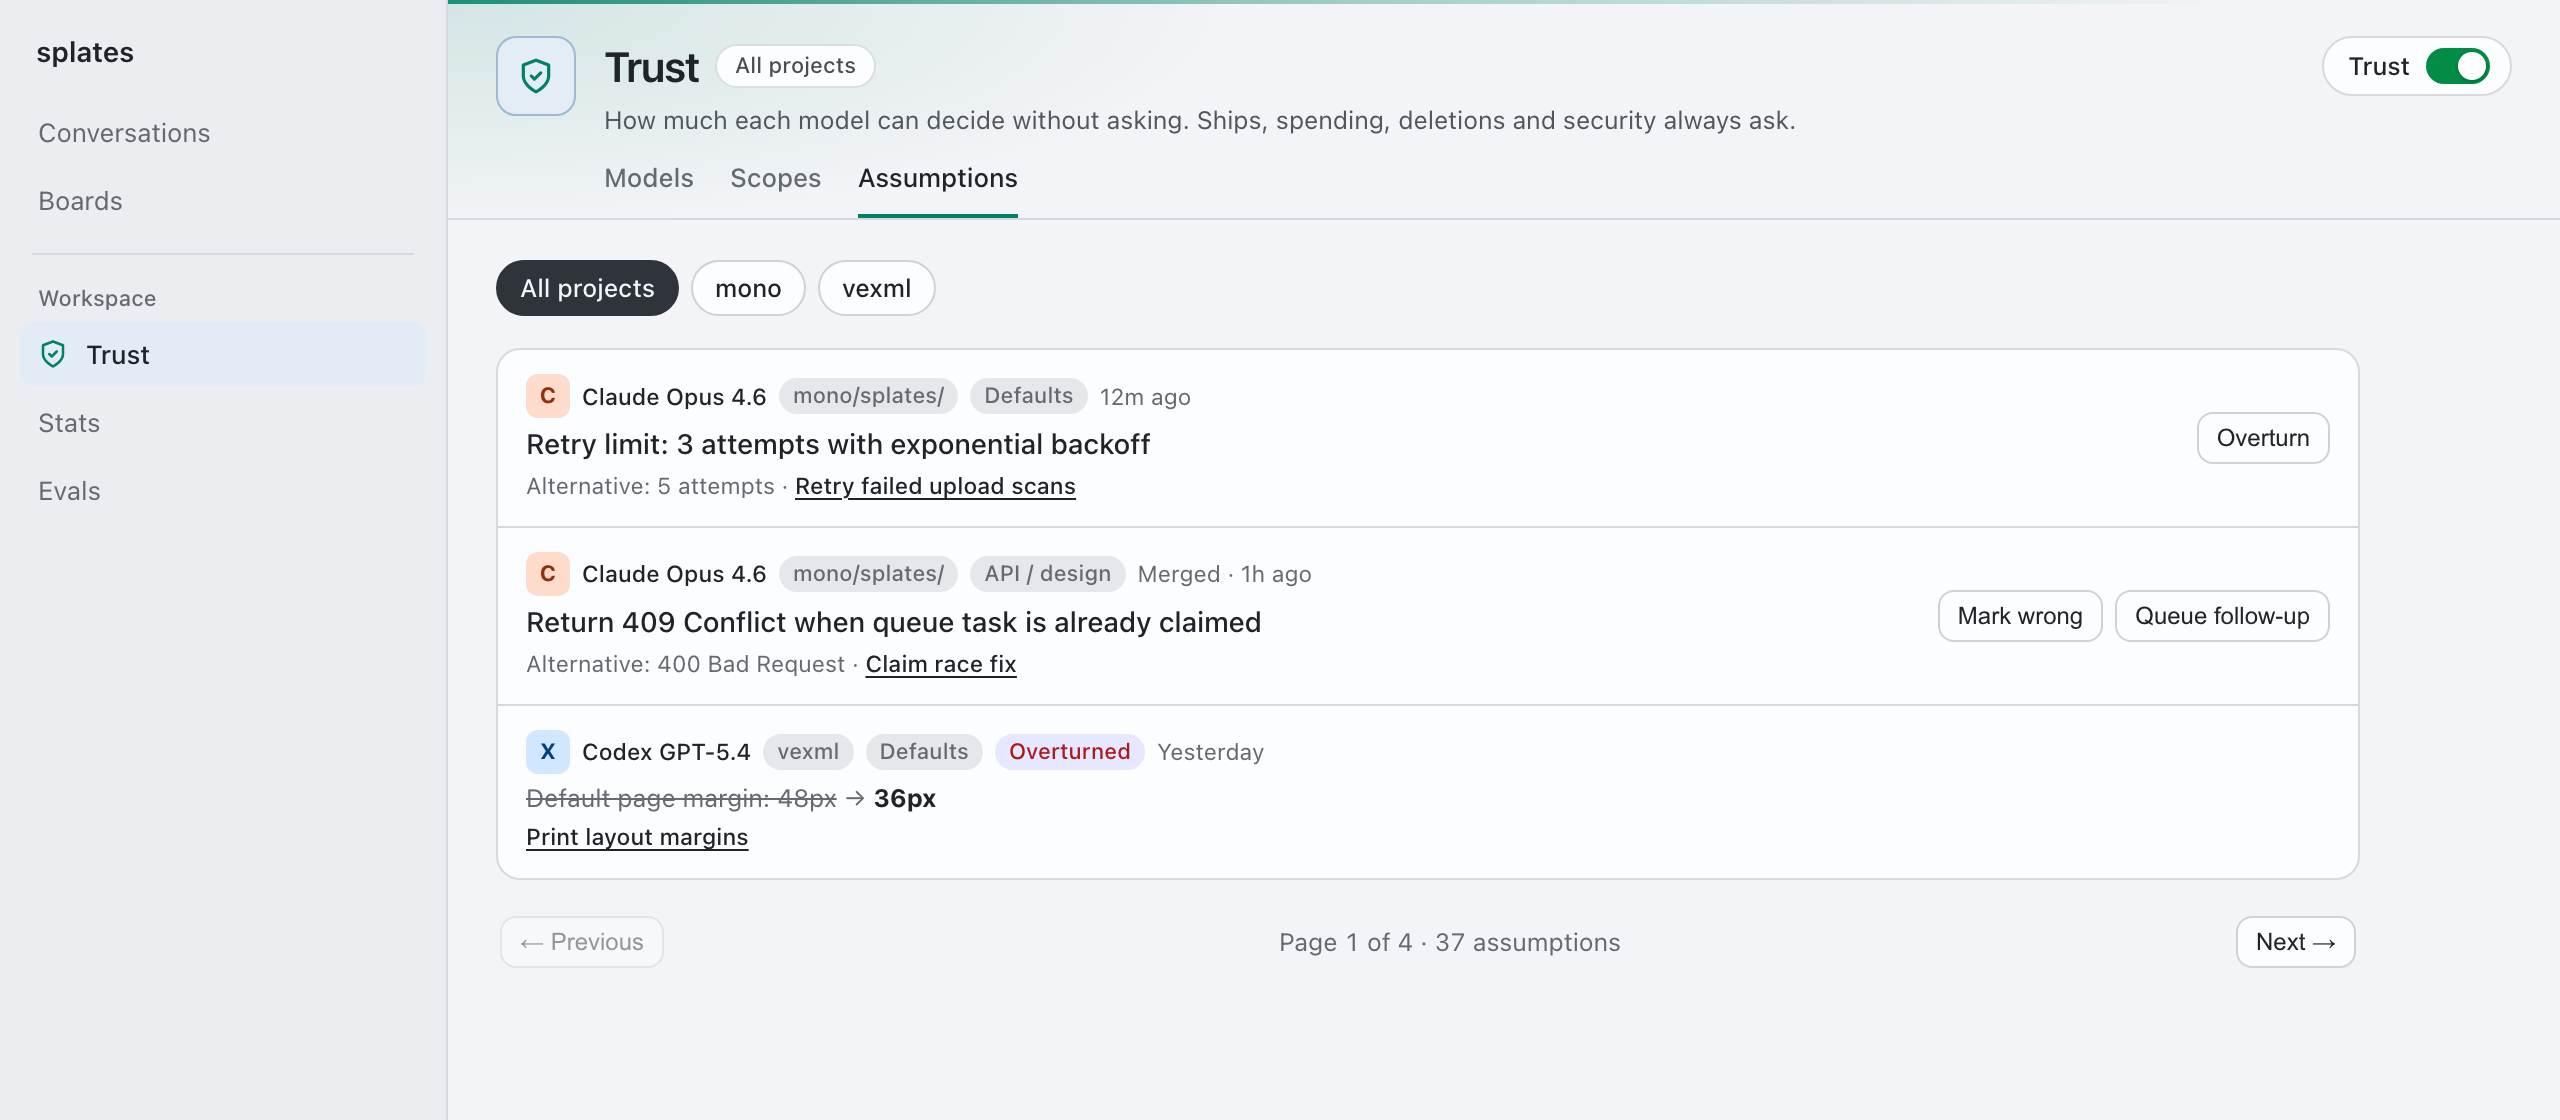 splates
Conversations
Boards
Workspace
Trust
Stats
Evals
Trust All projects
Trust
How much each model can decide without asking. Ships, spending, deletions and security always ask.
Models Scopes Assumptions
All projects mono vexml
C Claude Opus 4.6 mono/splates/ Defaults 12m ago
Retry limit: 3 attempts with exponential backoff
Alternative: 5 attempts · Retry failed upload scans
Overturn
C Claude Opus 4.6 mono/splates/ API / design Merged · 1h ago
Return 409 Conflict when queue task is already claimed
Alternative: 400 Bad Request · Claim race fix
Mark wrong Queue follow-up
X Codex GPT-5.4 vexml Defaults Overturned Yesterday
Default page margin: 48px → 36px
Print layout margins
← Previous Page 1 of 4 · 37 assumptions Next →